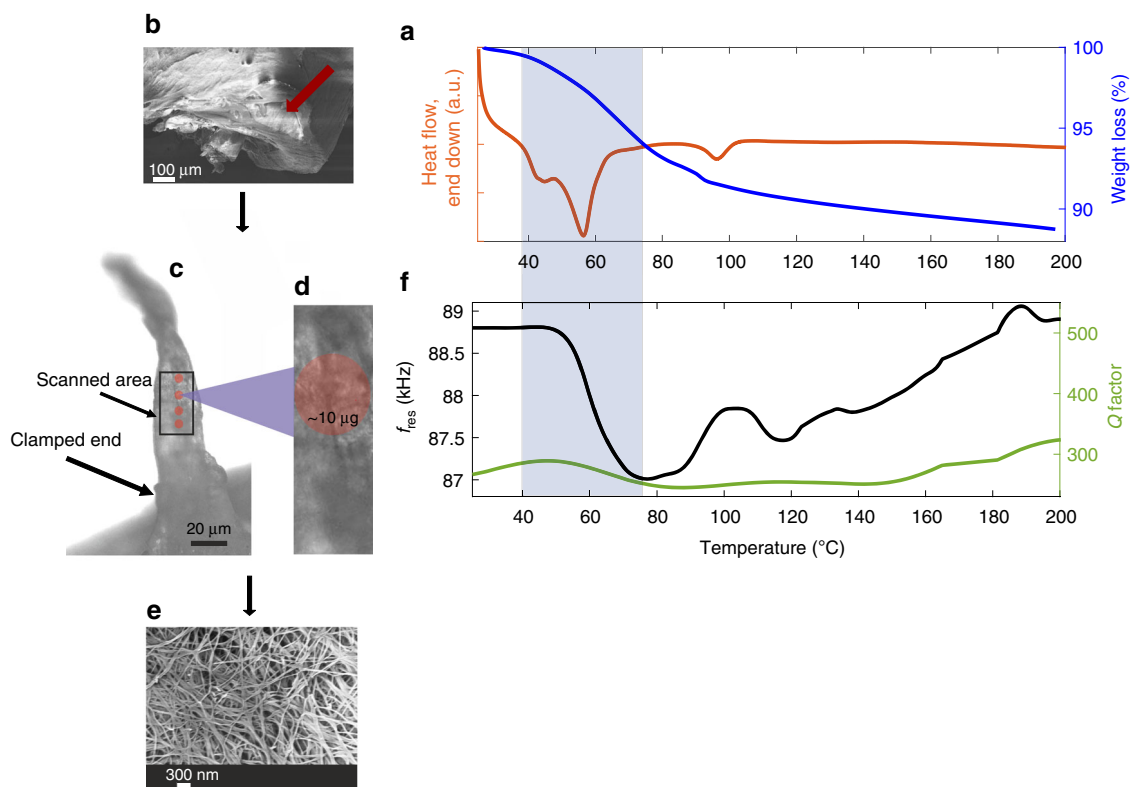 b
100 μm
a
Heat flow,
end down (a.u.)
100
95
90
Weight loss (%)
40 60 80 100 120 140 160 180 200
c
Scanned area
Clamped end
20 μm
d
~10 μg
f
89
88.5
88
87.5
87
f_res (kHz)
500
400
300
Q factor
40 60 80 100 120 140 160 180 200
Temperature (°C)
e
300 nm